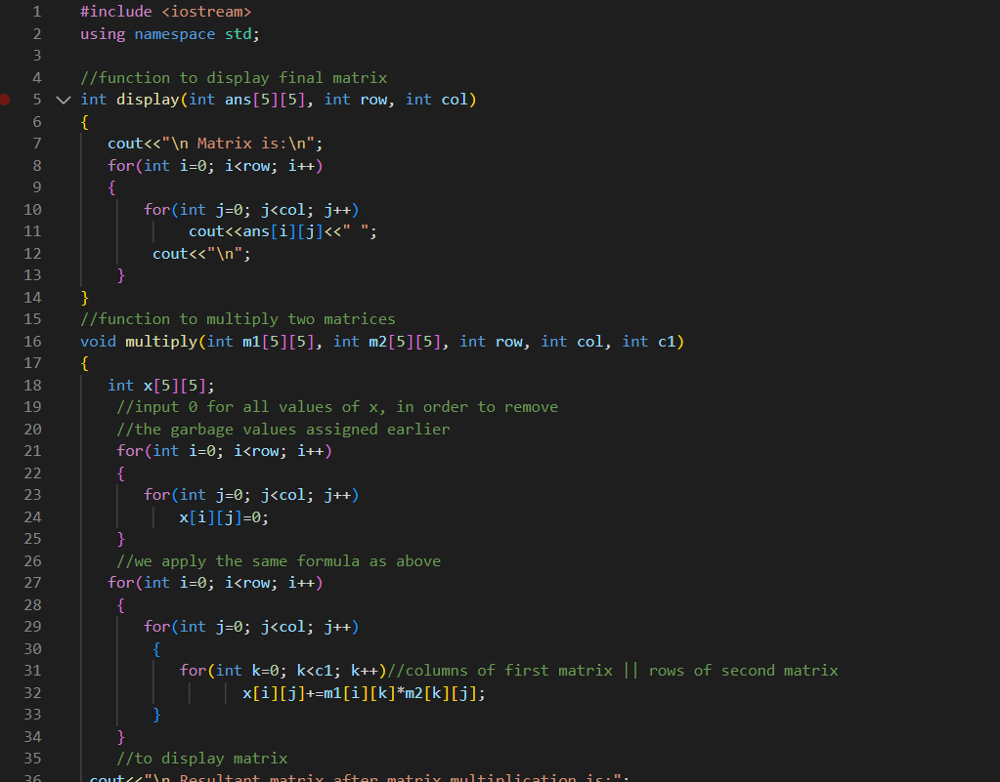 1 #include <iostream>
2 using namespace std;
3
4 //function to display final matrix
5 int display(int ans[5][5], int row, int col)
6 {
7 cout<<"\n Matrix is:\n";
8 for(int i=0; i<row; i++)
9 {
10 for(int j=0; j<col; j++)
11 cout<<ans[i][j]<<" ";
12 cout<<"\n";
13 }
14 }
15 //function to multiply two matrices
16 void multiply(int m1[5][5], int m2[5][5], int row, int col, int c1)
17 {
18 int x[5][5];
19 //input 0 for all values of x, in order to remove
20 //the garbage values assigned earlier
21 for(int i=0; i<row; i++)
22 {
23 for(int j=0; j<col; j++)
24 x[i][j]=0;
25 }
26 //we apply the same formula as above
27 for(int i=0; i<row; i++)
28 {
29 for(int j=0; j<col; j++)
30 {
31 for(int k=0; k<c1; k++)//columns of first matrix || rows of second matrix
32 x[i][j]+=m1[i][k]*m2[k][j];
33 }
34 }
35 //to display matrix
36 cout<<"\n Resultant matrix after matrix multiplication is:";